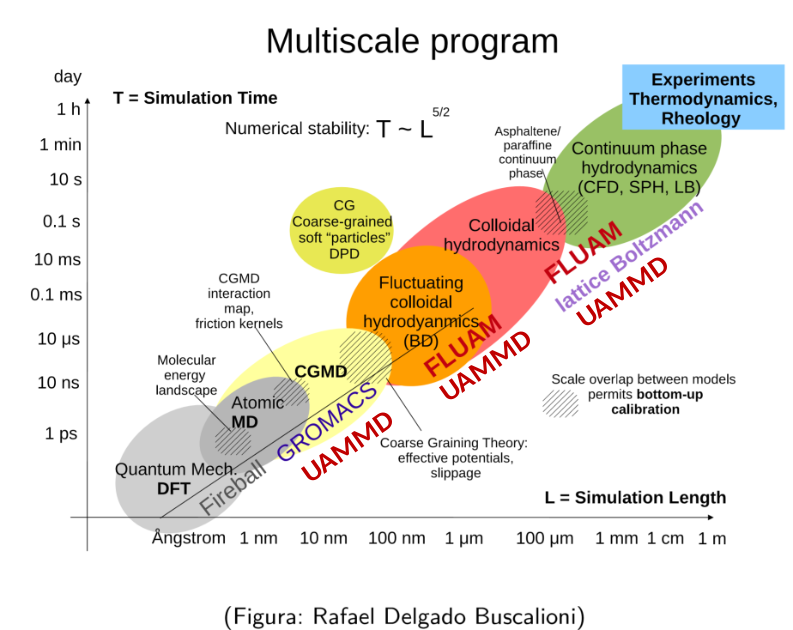 Multiscale program
day
T = Simulation Time
1 h
1 min
10 s
0.1 s
10 ms
0.1 ms
10 µs
10 ns
1 ps
Numerical stability: T ~ L 5/2
Experiments
Thermodynamics,
Rheology
Asphaltene/
paraffine
continuum
phase
Continuum phase
hydrodynamics
(CFD, SPH, LB)
CG
Coarse-grained
soft “particles”
DPD
Colloidal
hydrodynamics
FLUAM
lattice Boltzmann
UAMMD
Fluctuating
colloidal
hydrodyanmics
(BD)
FLUAM
UAMMD
CGMD
interaction
map,
friction kernels
Molecular
energy
landscape
CGMD
Atomic
MD
GROMACS
UAMMD
Scale overlap between models
permits bottom-up
calibration
Coarse Graining Theory:
effective potentials,
slippage
Quantum Mech.
DFT
Fireball
L = Simulation Length
Ångstrom 1 nm 10 nm 100 nm 1 µm 100 µm 1 mm 1 cm 1 m
(Figura: Rafael Delgado Buscalioni)